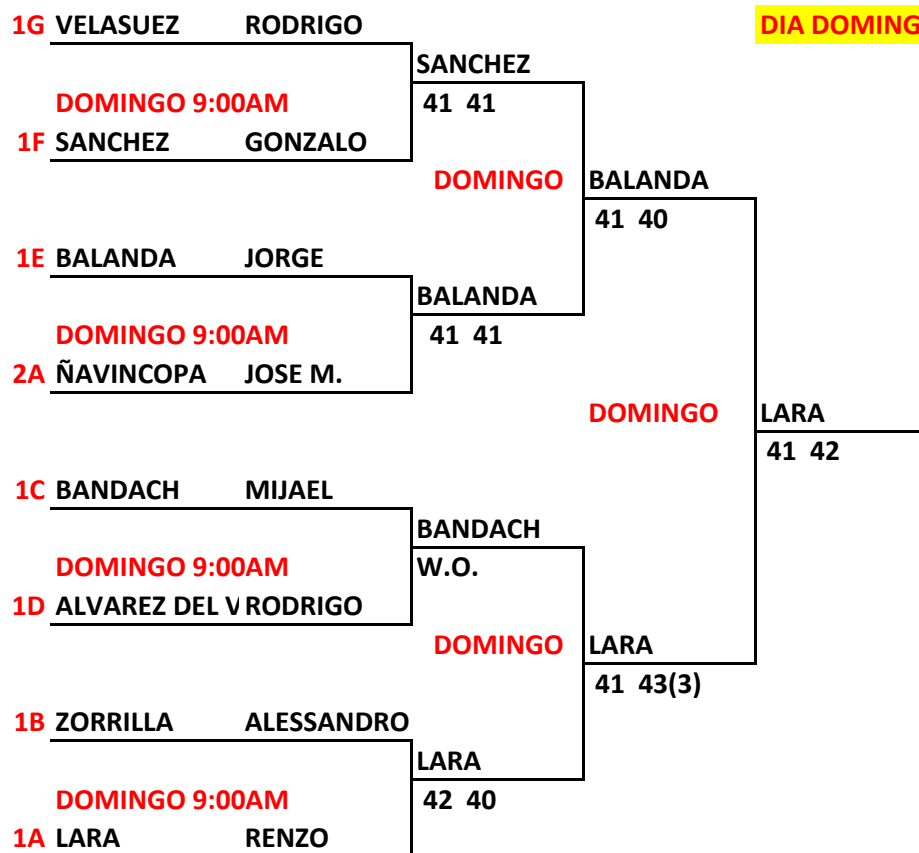 1G VELASUEZ RODRIGO
DIA DOMING
SANCHEZ
DOMINGO 9:00AM
41 41
1F SANCHEZ GONZALO
DOMINGO
BALANDA
41 40
1E BALANDA JORGE
BALANDA
DOMINGO 9:00AM
41 41
2A ÑAVINCOPA JOSE M.
DOMINGO
LARA
41 42
1C BANDACH MIJAEL
BANDACH
DOMINGO 9:00AM
W.O.
1D ALVAREZ DEL V RODRIGO
DOMINGO
LARA
41 43(3)
1B ZORRILLA ALESSANDRO
LARA
DOMINGO 9:00AM
42 40
1A LARA RENZO